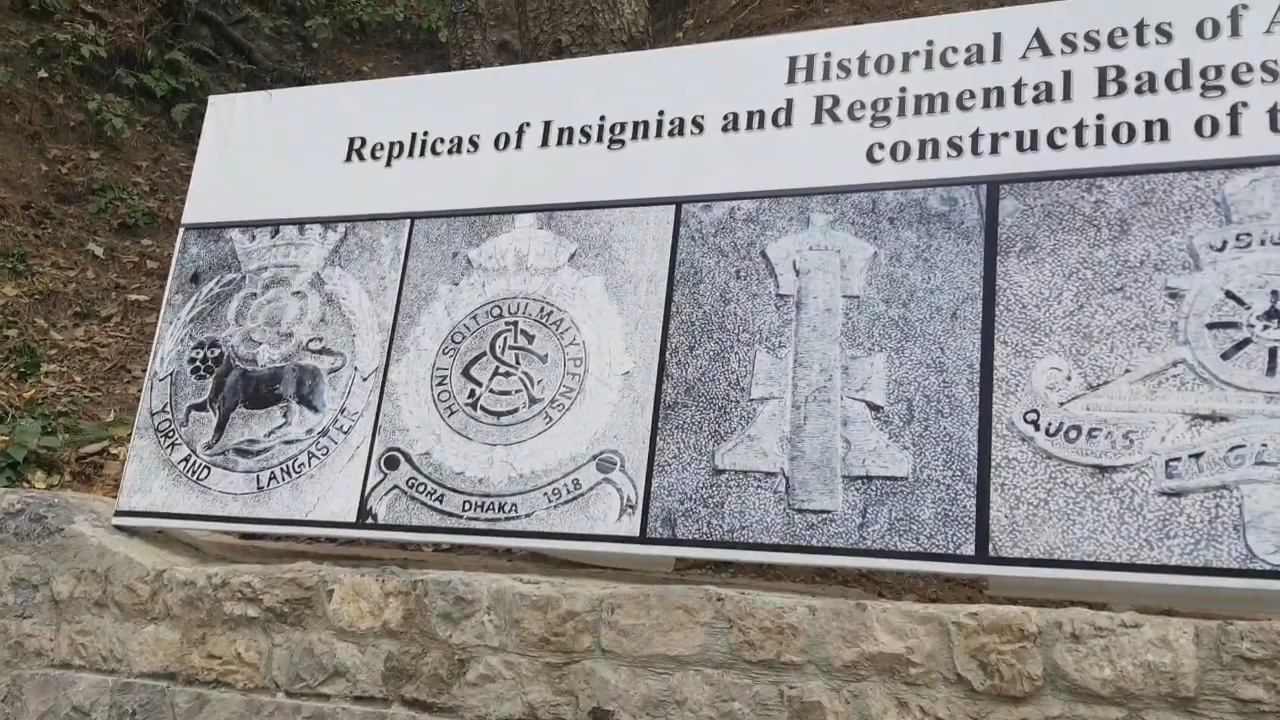 Historical Assets of
Replicas of Insignias and Regimental Badges
construction of
YORK AND LANCASTER
HONI SOIT QUI MAL Y PENSE
GORA DHAKA 1918
QUO FAS
ET GL